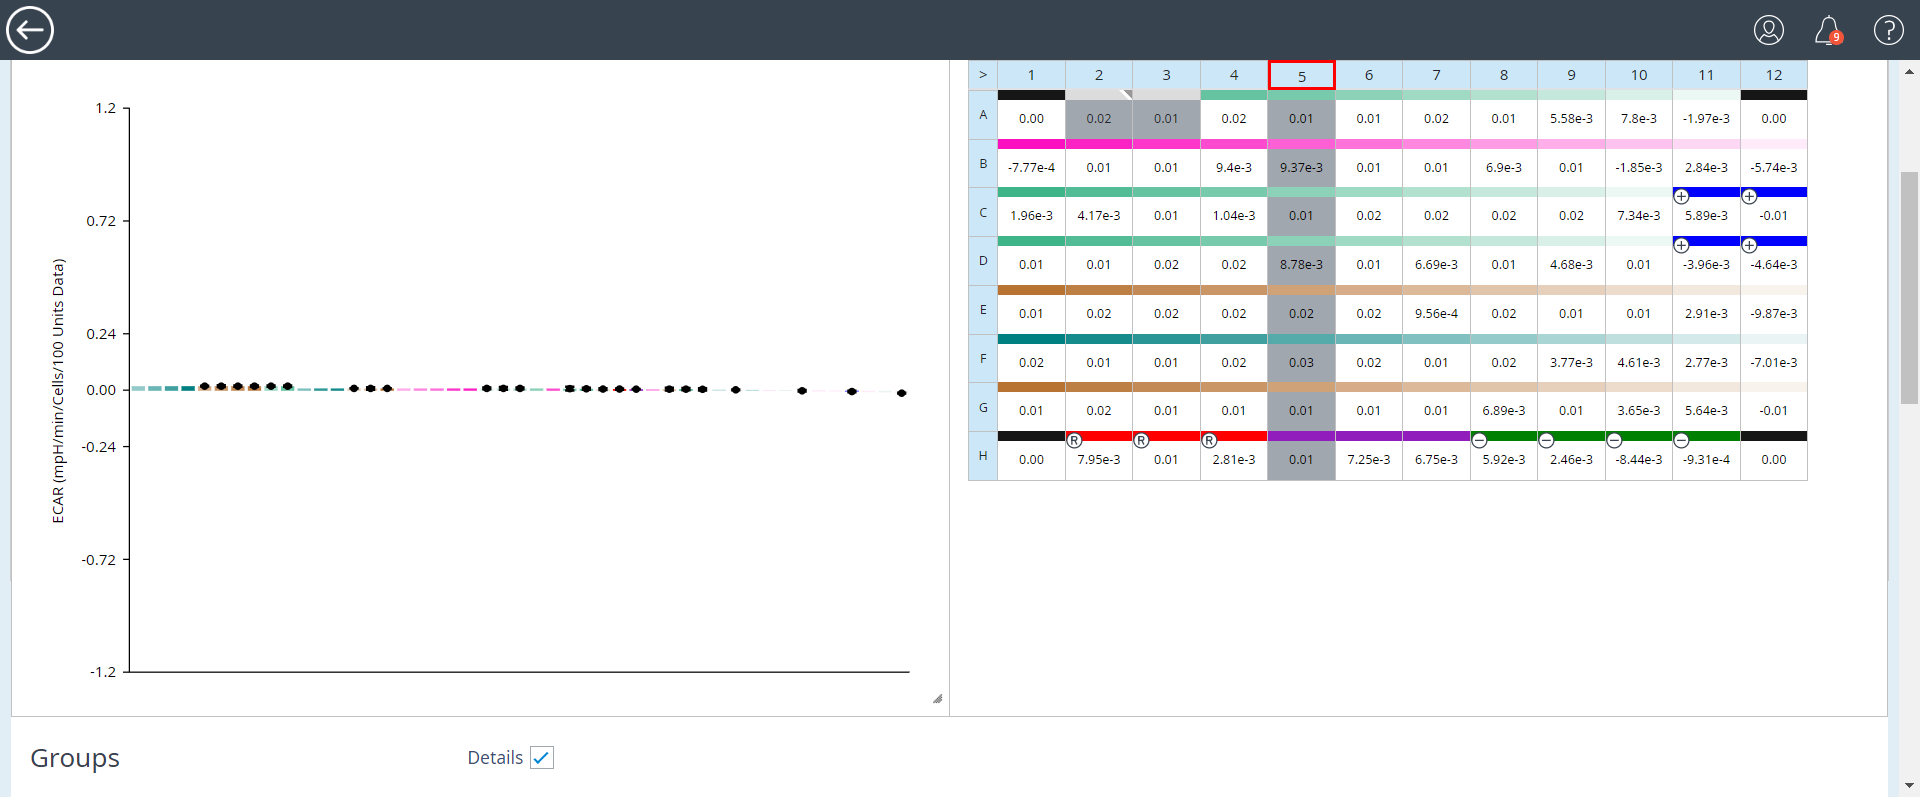 9 ?
1.2
0.72
0.24
0.00
-0.24
-0.72
-1.2
ECAR (mpH/min/Cells/100 Units Data)
> 1 2 3 4 5 6 7 8 9 10 11 12
A 0.00 0.02 0.01 0.02 0.01 0.01 0.02 0.01 5.58e-3 7.8e-3 -1.97e-3 0.00
B -7.77e-4 0.01 0.01 9.4e-3 9.37e-3 0.01 0.01 6.9e-3 0.01 -1.85e-3 2.84e-3 -5.74e-3
+ +
C 1.96e-3 4.17e-3 0.01 1.04e-3 0.01 0.02 0.02 0.02 0.02 7.34e-3 5.89e-3 -0.01
+ +
D 0.01 0.01 0.02 0.02 8.78e-3 0.01 6.69e-3 0.01 4.68e-3 0.01 -3.96e-3 -4.64e-3
E 0.01 0.02 0.02 0.02 0.02 0.02 9.56e-4 0.02 0.01 0.01 2.91e-3 -9.87e-3
F 0.02 0.01 0.01 0.02 0.03 0.02 0.01 0.02 3.77e-3 4.61e-3 2.77e-3 -7.01e-3
G 0.01 0.02 0.01 0.01 0.01 0.01 0.01 6.89e-3 0.01 3.65e-3 5.64e-3 -0.01
R R R − − − −
H 0.00 7.95e-3 0.01 2.81e-3 0.01 7.25e-3 6.75e-3 5.92e-3 2.46e-3 -8.44e-3 -9.31e-4 0.00
Groups Details